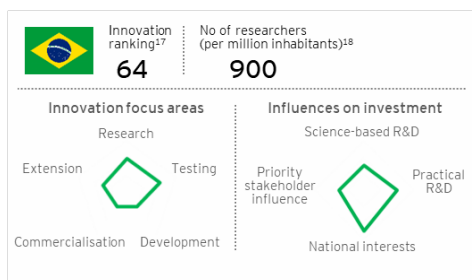 Innovation
ranking17
64
No of researchers
(per million inhabitants)18
900
Innovation focus areas
Research
Extension
Testing
Commercialisation
Development
Influences on investment
Science-based R&D
Priority
stakeholder
influence
Practical
R&D
National interests